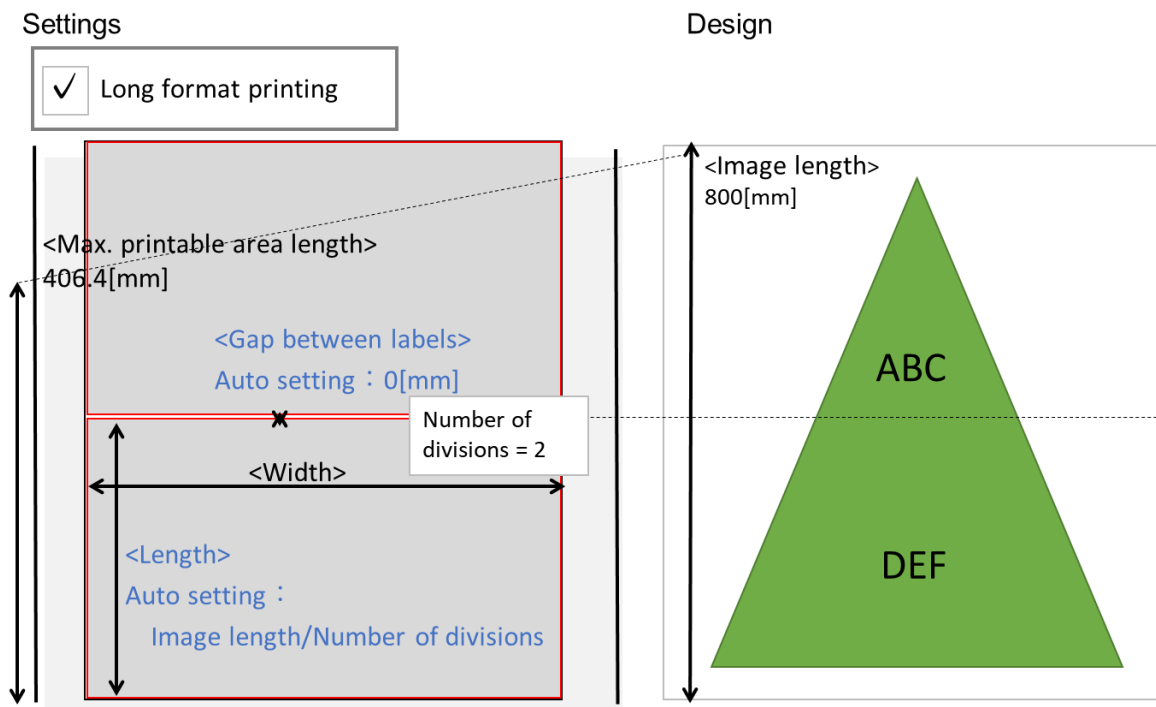 Settings
Design
Long format printing
<Image length>
800[mm]
<Max. printable area length>
406.4[mm]
<Gap between labels>
Auto setting：0[mm]
ABC
Number of
divisions = 2
<Width>
<Length>
Auto setting：
Image length/Number of divisions
DEF